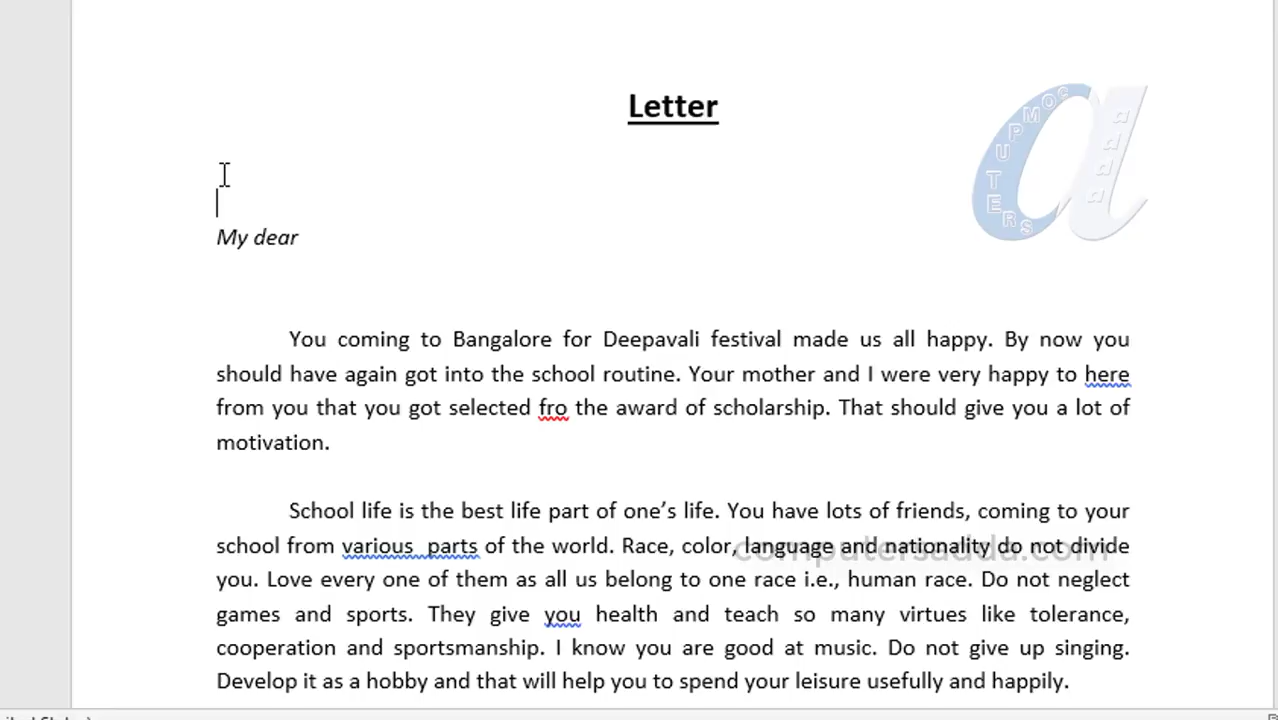 Letter
COMPUTERS adda
My dear
You coming to Bangalore for Deepavali festival made us all happy. By now you
should have again got into the school routine. Your mother and I were very happy to here
from you that you got selected fro the award of scholarship. That should give you a lot of
motivation.
School life is the best life part of one’s life. You have lots of friends, coming to your
school from various  parts of the world. Race, color, language and nationality do not divide
computersadda.com
you. Love every one of them as all us belong to one race i.e., human race. Do not neglect
games and sports. They give you health and teach so many virtues like tolerance,
cooperation and sportsmanship. I know you are good at music. Do not give up singing.
Develop it as a hobby and that will help you to spend your leisure usefully and happily.